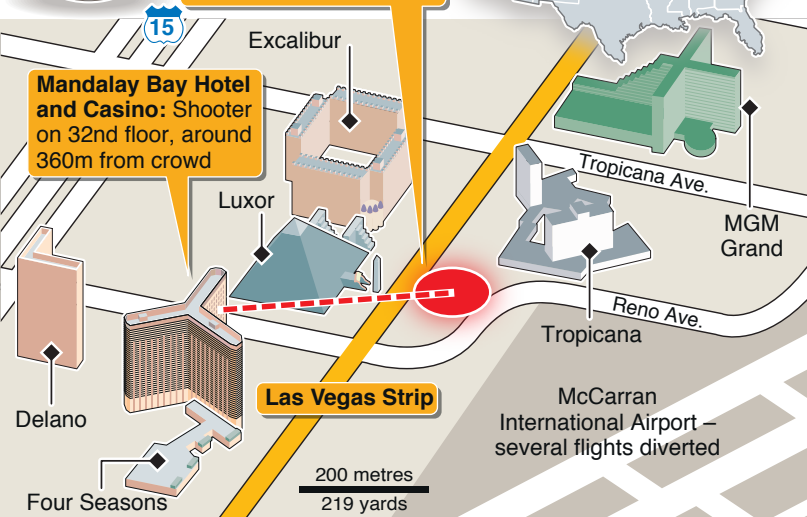 15
Excalibur
Mandalay Bay Hotel
and Casino: Shooter
on 32nd floor, around
360m from crowd
Luxor
Tropicana Ave.
MGM
Grand
Reno Ave.
Tropicana
Las Vegas Strip
Delano
McCarran
International Airport –
several flights diverted
200 metres
219 yards
Four Seasons